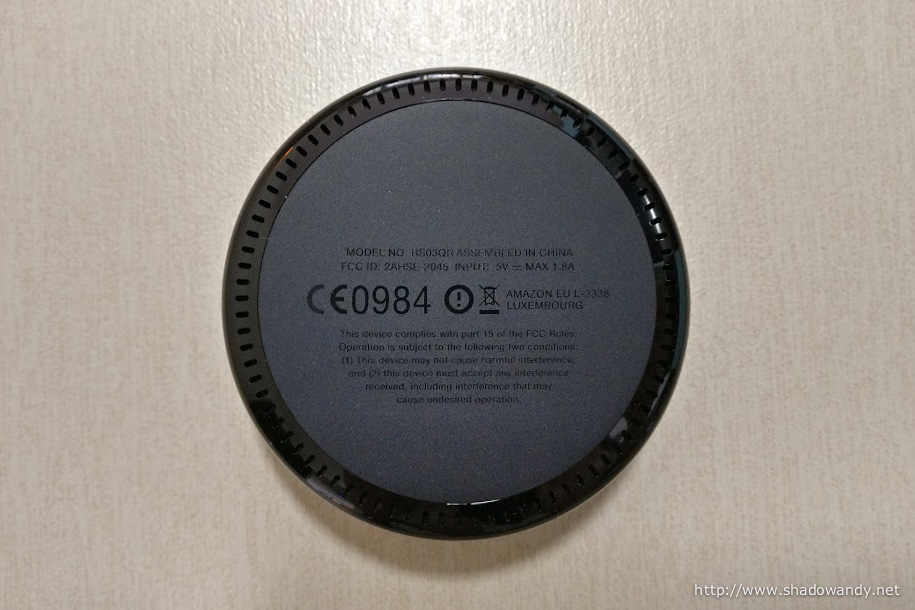 MODEL NO: RS03QR ASSEMBLED IN CHINA
FCC ID: 2AHSE-2045 INPUT: 5V ⎓ MAX 1.8A
CE0984 AMAZON EU L-2338
LUXEMBOURG
This device complies with part 15 of the FCC Rules.
Operation is subject to the following two conditions:
(1) This device may not cause harmful interference,
and (2) this device must accept any interference
received, including interference that may
cause undesired operation.
http://www.shadowandy.net